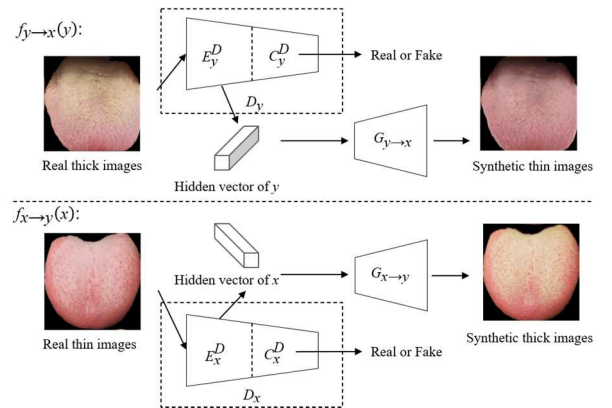 f_{y→x}(y):
E_y^D
C_y^D
Real or Fake
D_y
G_{y→x}
Real thick images
Hidden vector of y
Synthetic thin images
f_{x→y}(x):
Hidden vector of x
G_{x→y}
Real thin images
Synthetic thick images
E_x^D
C_x^D
Real or Fake
D_x